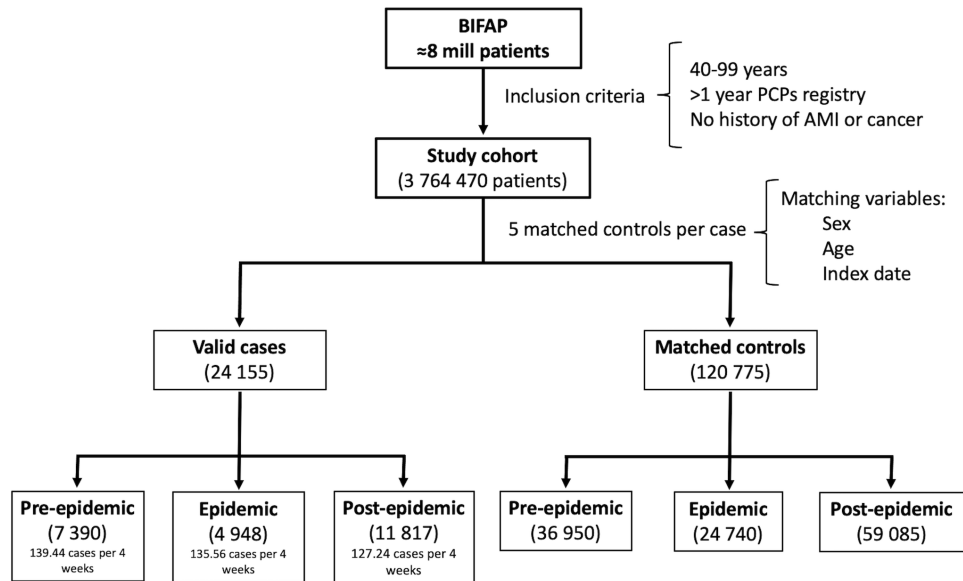 BIFAP
≈8 mill patients
Inclusion criteria
40-99 years
>1 year PCPs registry
No history of AMI or cancer
Study cohort
(3 764 470 patients)
5 matched controls per case
Matching variables:
Sex
Age
Index date
Valid cases
(24 155)
Matched controls
(120 775)
Pre-epidemic
(7 390)
139.44 cases per 4
weeks
Epidemic
(4 948)
135.56 cases per 4
weeks
Post-epidemic
(11 817)
127.24 cases per 4
weeks
Pre-epidemic
(36 950)
Epidemic
(24 740)
Post-epidemic
(59 085)